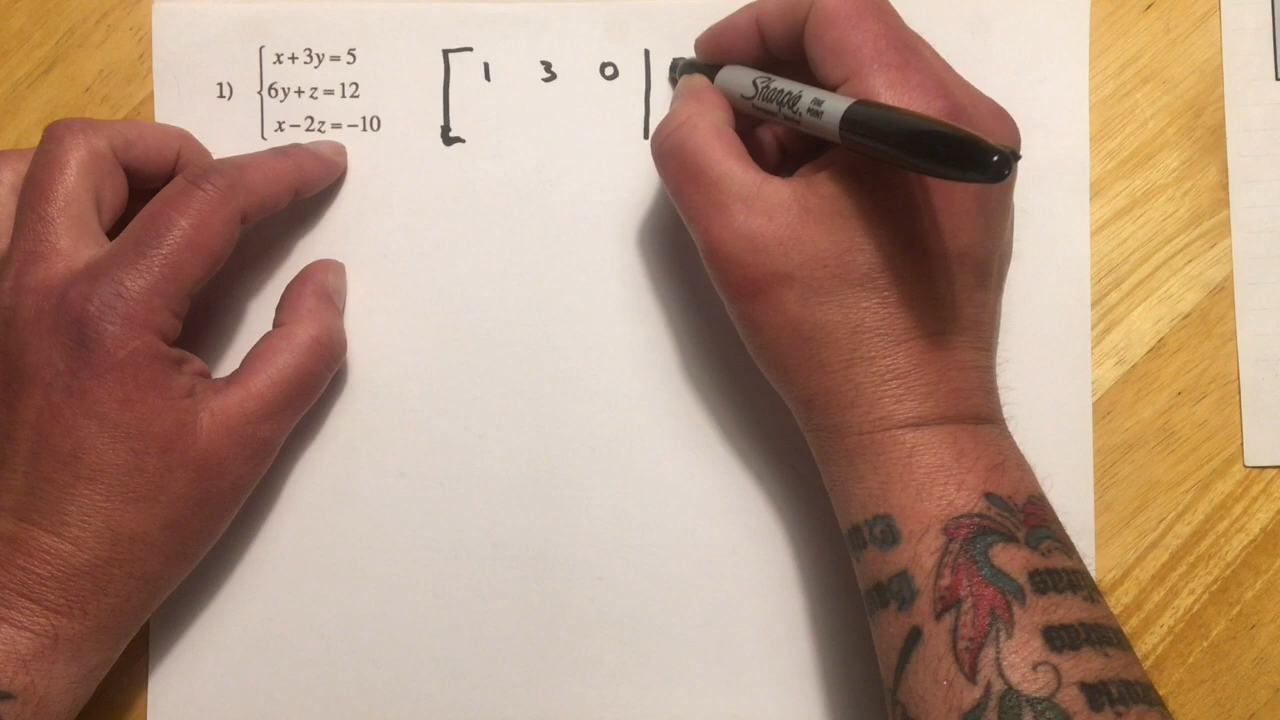 1) x+3y=5
6y+z=12
x−2z=−10
1 3 0
Sharpie
FINE
POINT